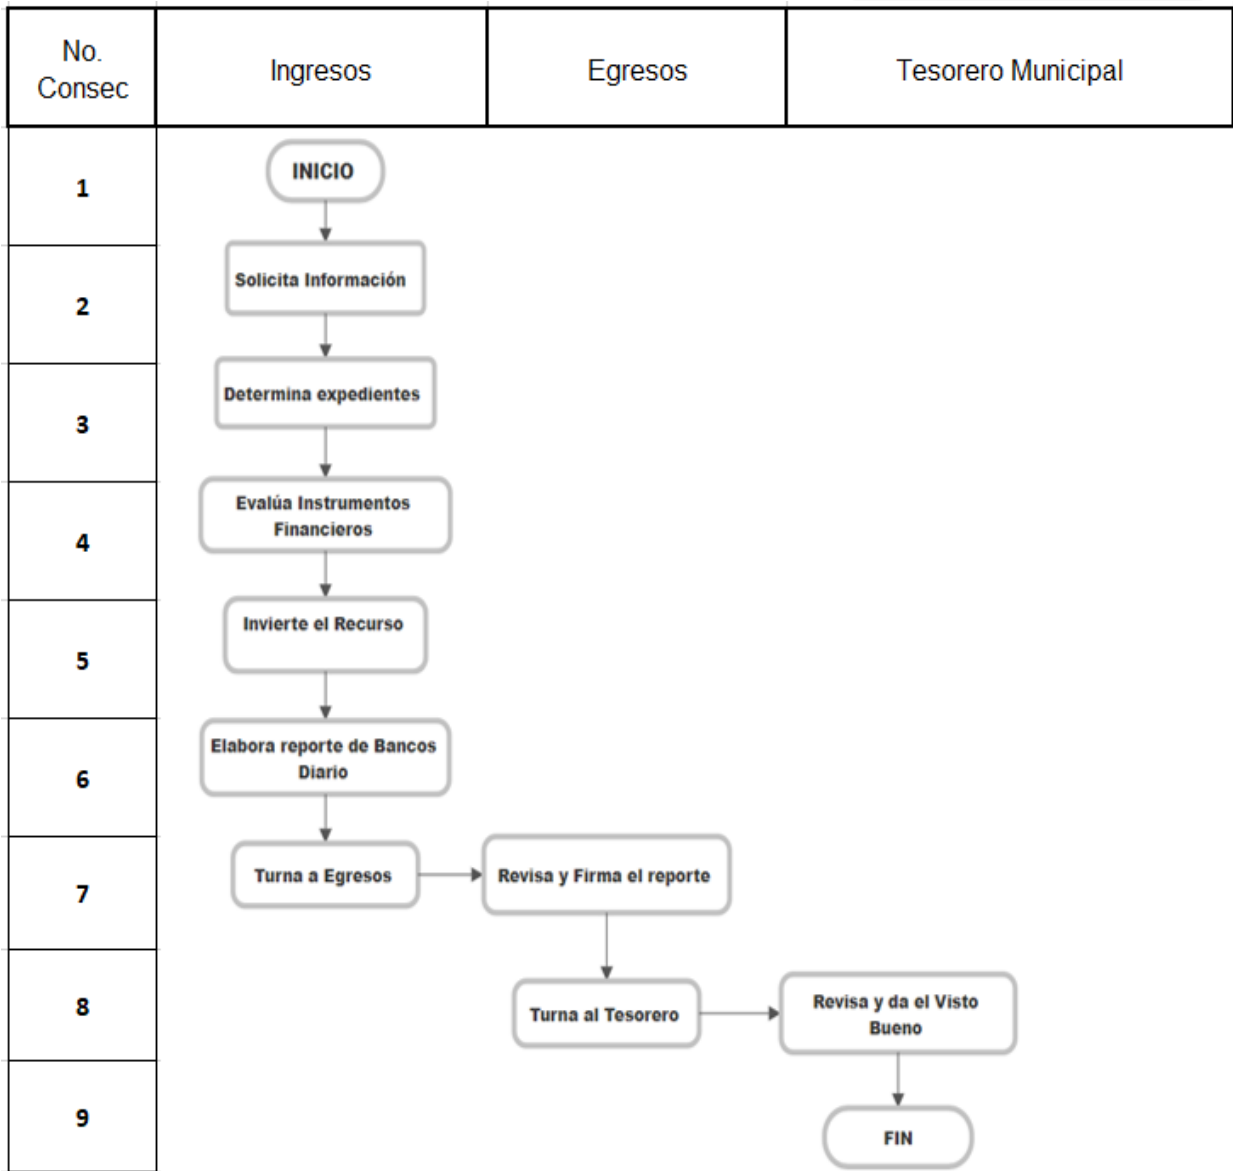 No.
Consec
Ingresos
Egresos
Tesorero Municipal
1
INICIO
2
Solicita Información
3
Determina expedientes
4
Evalúa Instrumentos
Financieros
5
Invierte el Recurso
6
Elabora reporte de Bancos
Diario
7
Turna a Egresos
Revisa y Firma el reporte
8
Turna al Tesorero
Revisa y da el Visto
Bueno
9
FIN